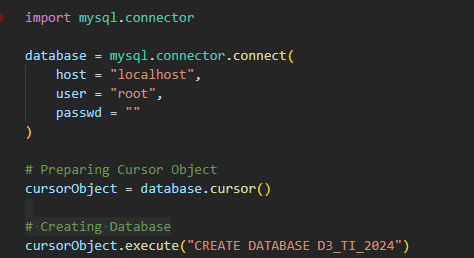 import mysql.connector
database = mysql.connector.connect(
host = "localhost",
user = "root",
passwd = ""
)
# Preparing Cursor Object
cursorObject = database.cursor()
# Creating Database
cursorObject.execute("CREATE DATABASE D3_TI_2024")